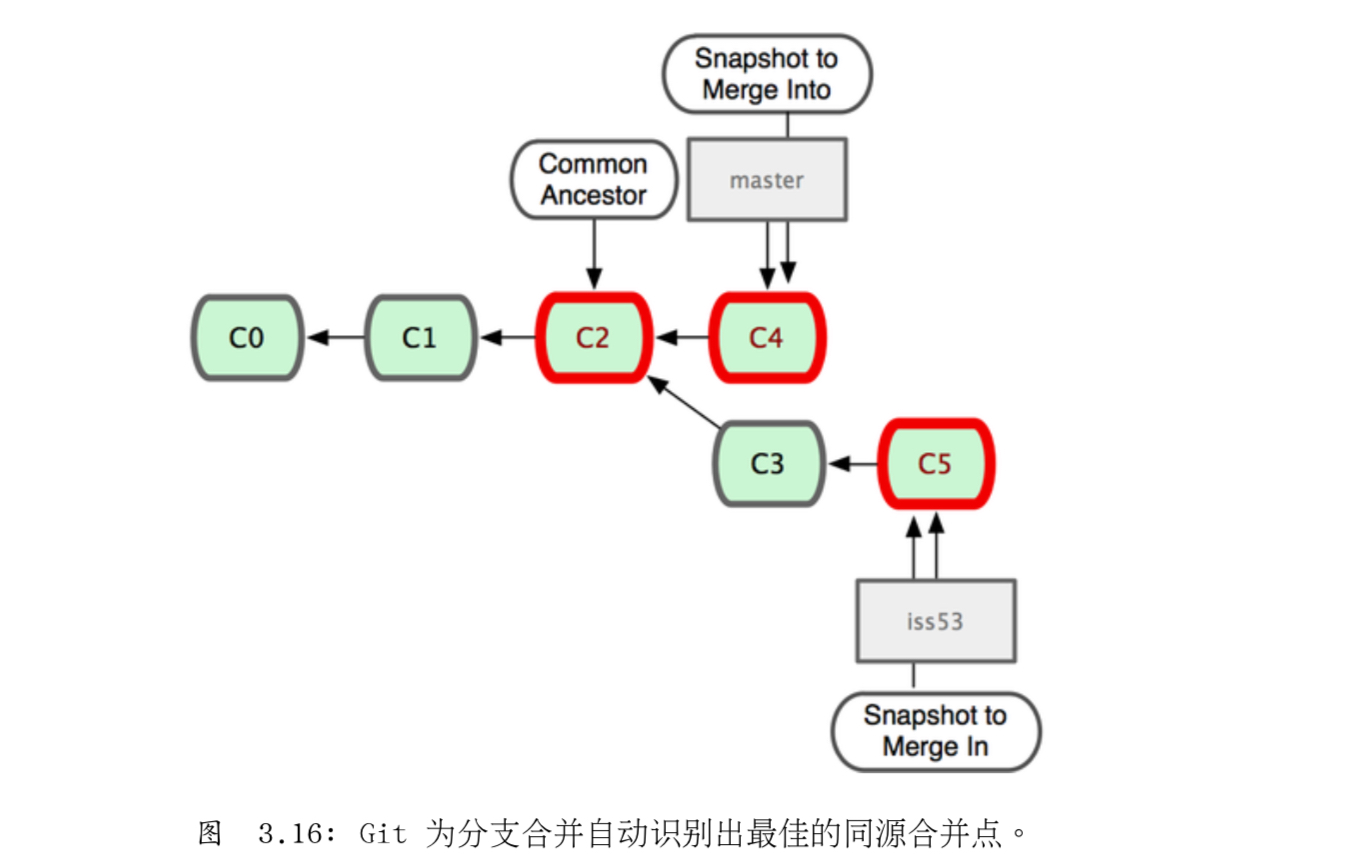 Snapshot to
Merge Into
Common
Ancestor
master
C0
C1
C2
C4
C3
C5
iss53
Snapshot to
Merge In
图 3.16: Git 为分支合并自动识别出最佳的同源合并点。